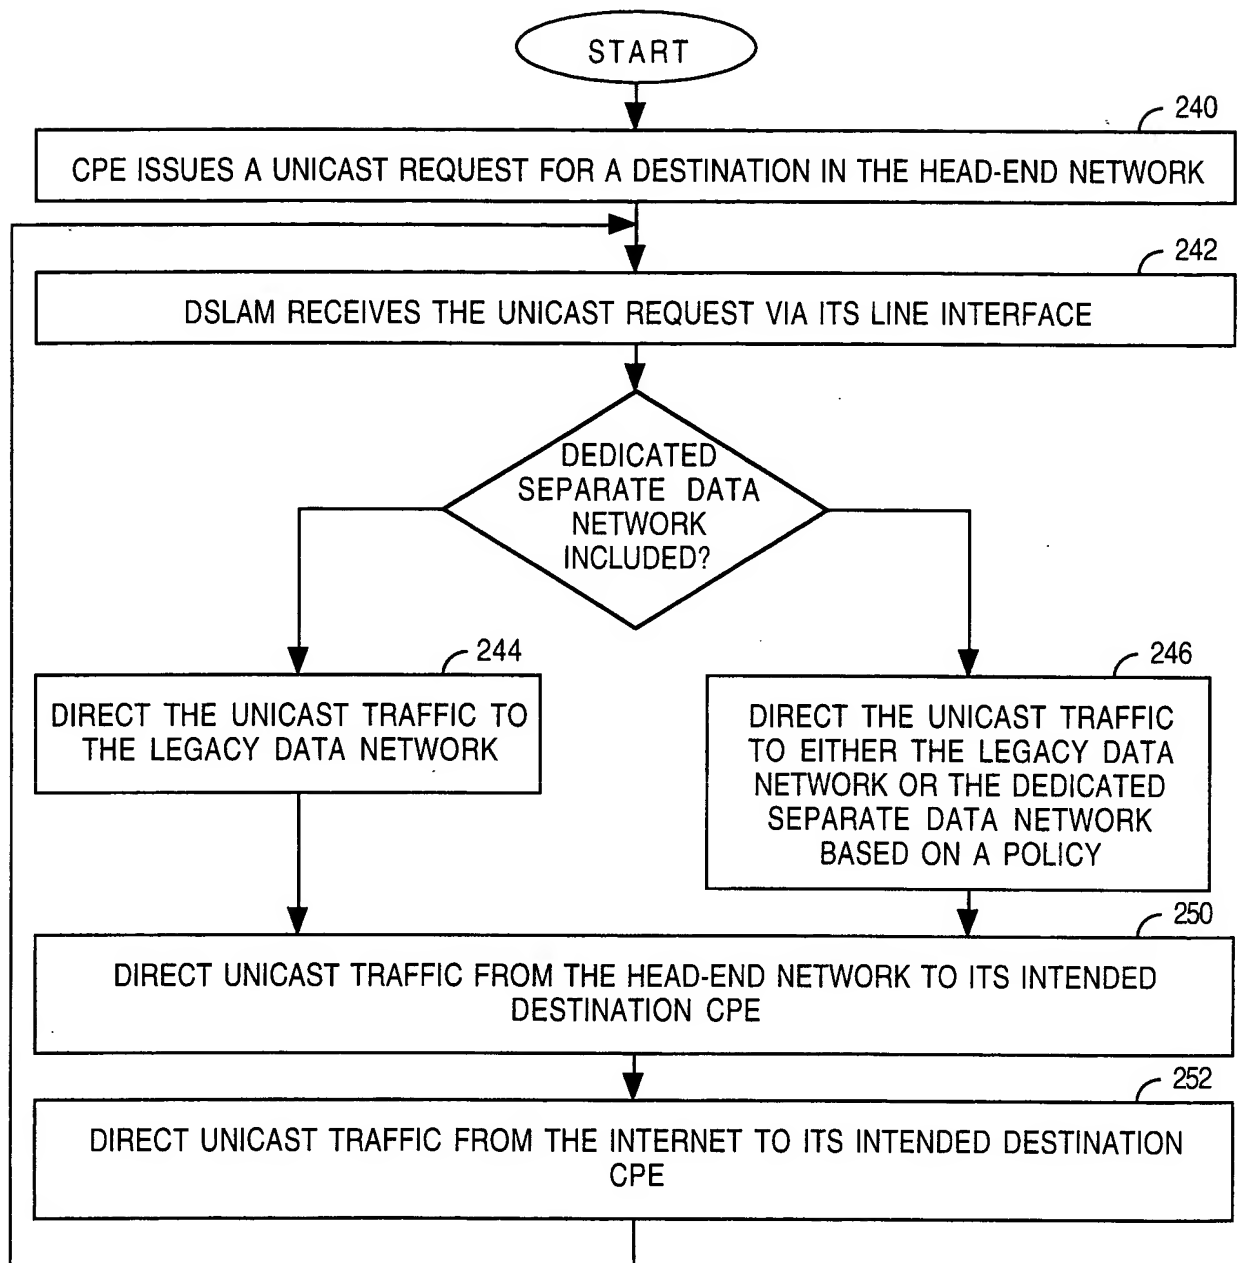 START
240
CPE ISSUES A UNICAST REQUEST FOR A DESTINATION IN THE HEAD-END NETWORK
242
DSLAM RECEIVES THE UNICAST REQUEST VIA ITS LINE INTERFACE
DEDICATED
SEPARATE DATA
NETWORK
INCLUDED?
244
DIRECT THE UNICAST TRAFFIC TO
THE LEGACY DATA NETWORK
246
DIRECT THE UNICAST TRAFFIC
TO EITHER THE LEGACY DATA
NETWORK OR THE DEDICATED
SEPARATE DATA NETWORK
BASED ON A POLICY
250
DIRECT UNICAST TRAFFIC FROM THE HEAD-END NETWORK TO ITS INTENDED
DESTINATION CPE
252
DIRECT UNICAST TRAFFIC FROM THE INTERNET TO ITS INTENDED DESTINATION
CPE